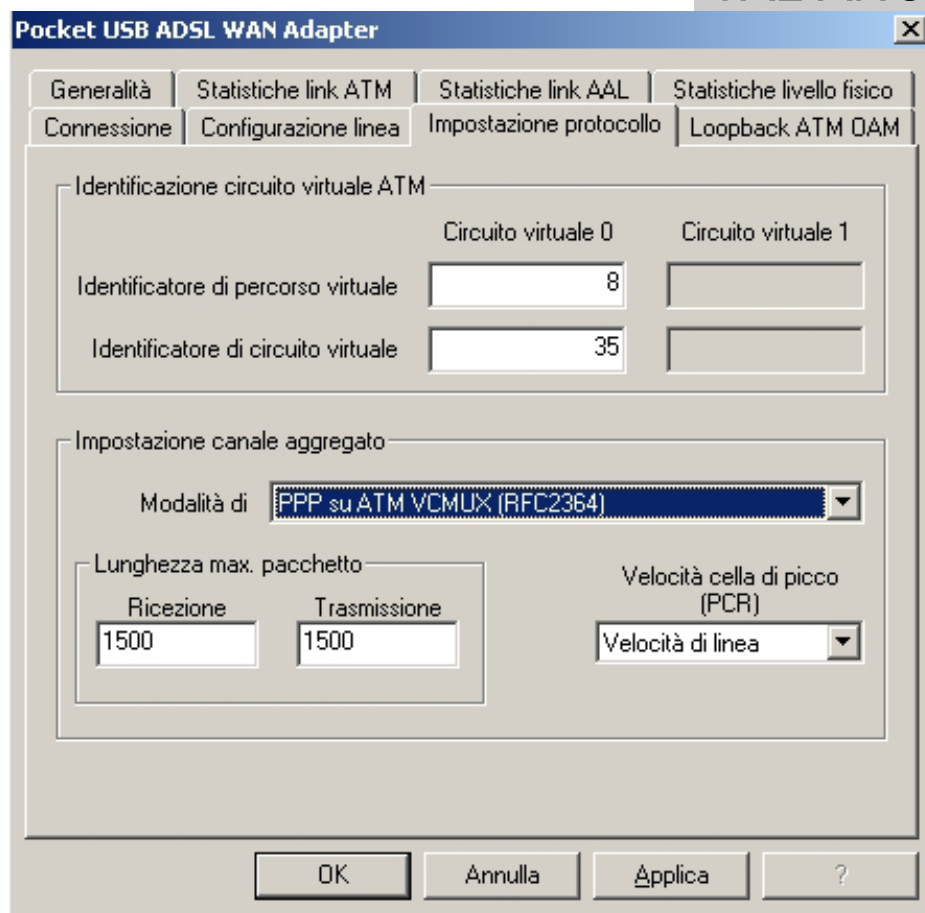 Pocket USB ADSL WAN Adapter
Generalità Statistiche link ATM Statistiche link AAL Statistiche livello fisico
Connessione Configurazione linea Impostazione protocollo Loopback ATM OAM
Identificazione circuito virtuale ATM
Circuito virtuale 0 Circuito virtuale 1
Identificatore di percorso virtuale 8
Identificatore di circuito virtuale 35
Impostazione canale aggregato
Modalità di PPP su ATM VCMUX (RFC2364)
Lunghezza max. pacchetto
Velocità cella di picco
(PCR)
Ricezione Trasmissione
1500 1500 Velocità di linea
OK Annulla Applica ?